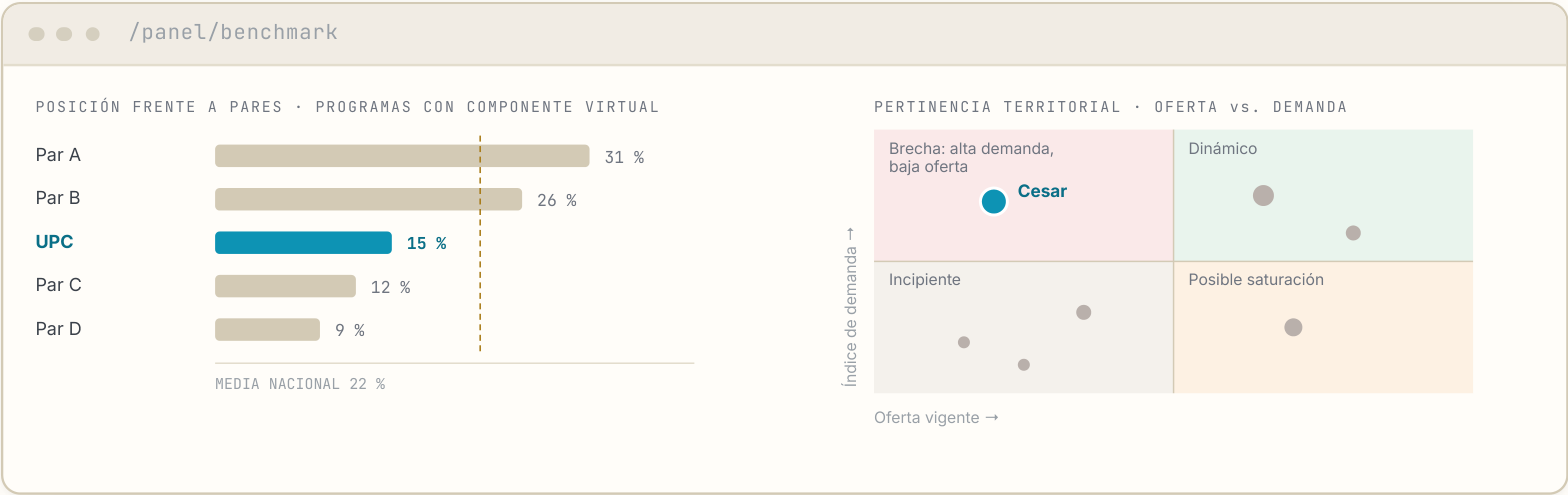 /panel/benchmark
POSICIÓN FRENTE A PARES · PROGRAMAS CON COMPONENTE VIRTUAL
Par A
31 %
Par B
26 %
UPC
15 %
Par C
12 %
Par D
9 %
MEDIA NACIONAL 22 %
PERTINENCIA TERRITORIAL · OFERTA vs. DEMANDA
Brecha: alta demanda,
baja oferta
Cesar
Dinámico
Incipiente
Posible saturación
Índice de demanda →
Oferta vigente →